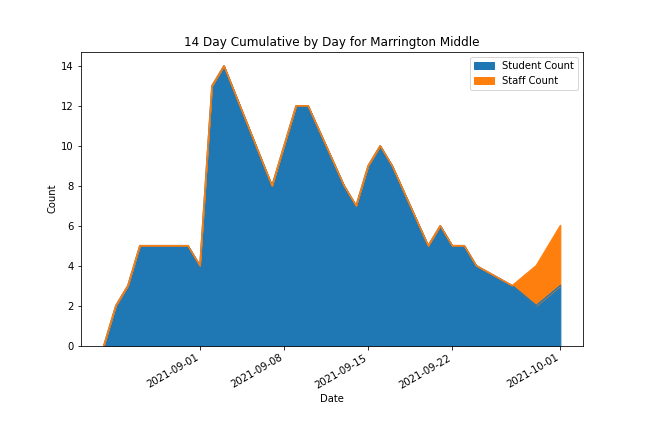 14 Day Cumulative by Day for Marrington Middle
Student Count
Staff Count
Count
14
12
10
8
6
4
2
0
2021-09-01
2021-09-08
2021-09-15
2021-09-22
2021-10-01
Date